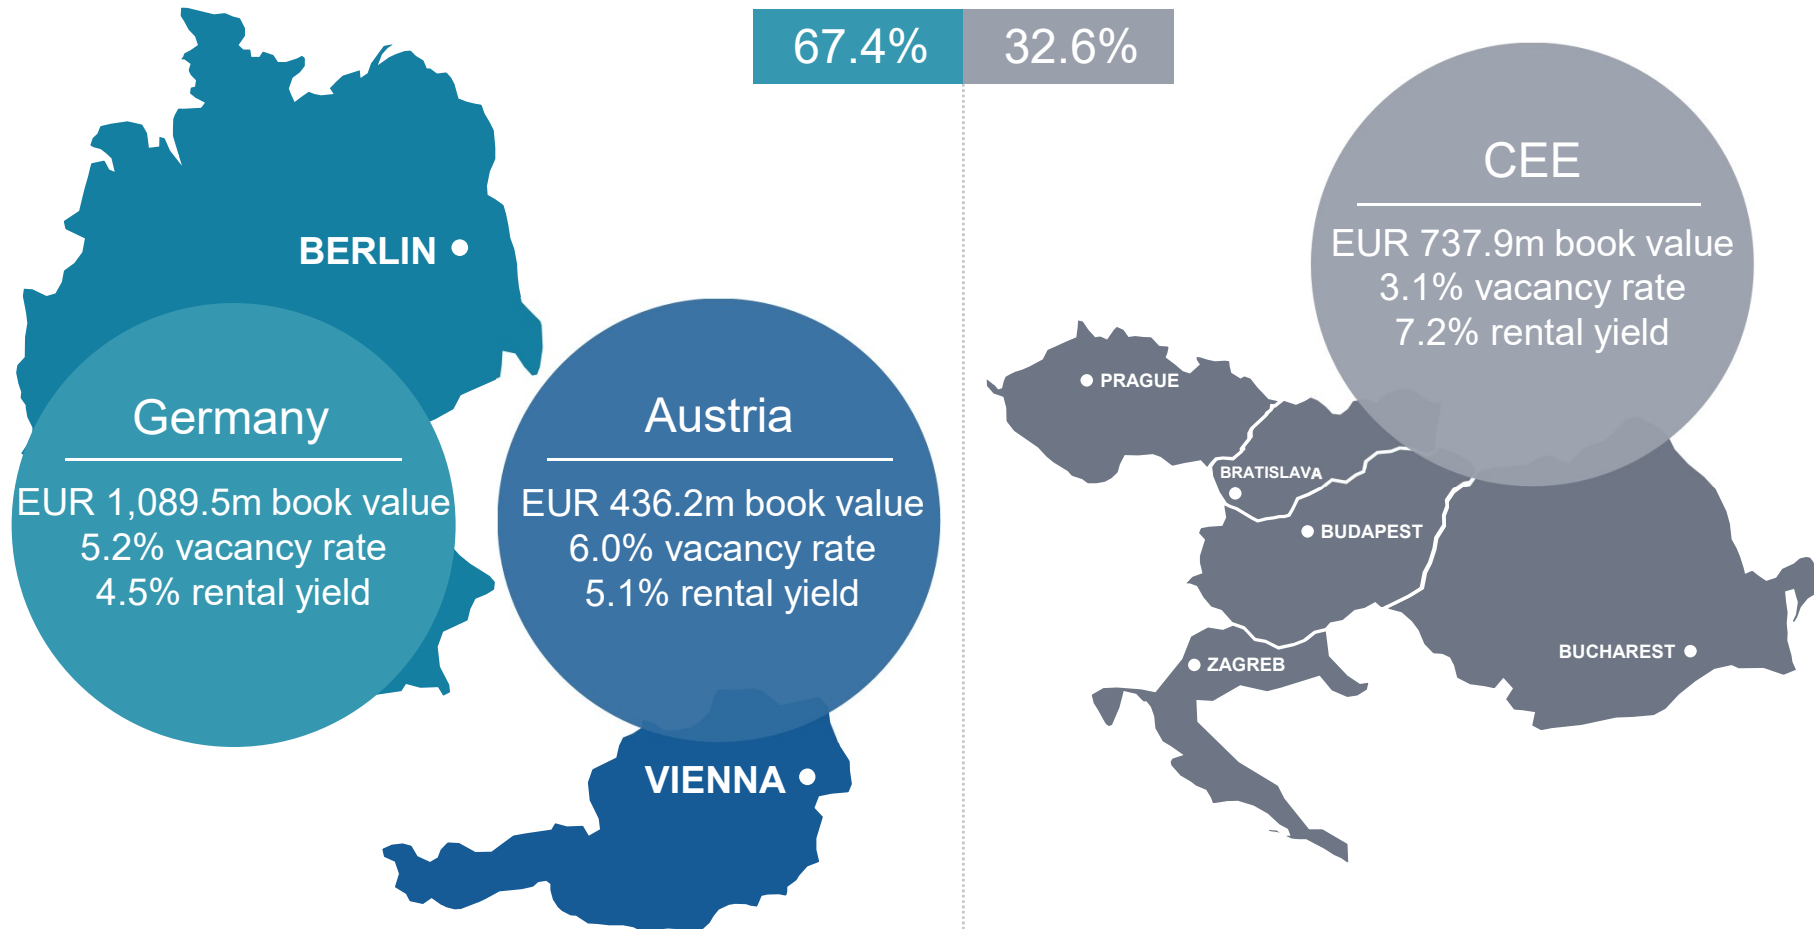 67.4% 32.6%
BERLIN
Germany
EUR 1,089.5m book value
5.2% vacancy rate
4.5% rental yield
Austria
EUR 436.2m book value
6.0% vacancy rate
5.1% rental yield
VIENNA
CEE
EUR 737.9m book value
3.1% vacancy rate
7.2% rental yield
PRAGUE
BRATISLAVA
BUDAPEST
ZAGREB
BUCHAREST